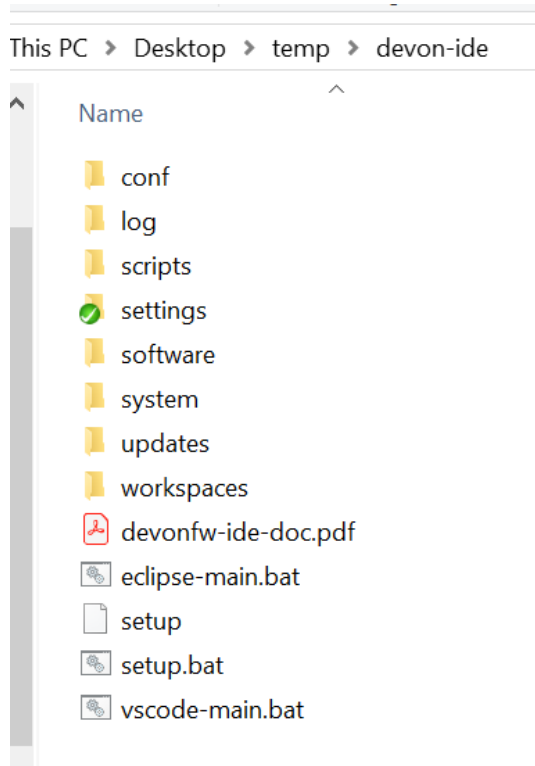 This PC > Desktop > temp > devon-ide
Name
conf
log
scripts
settings
software
system
updates
workspaces
devonfw-ide-doc.pdf
eclipse-main.bat
setup
setup.bat
vscode-main.bat